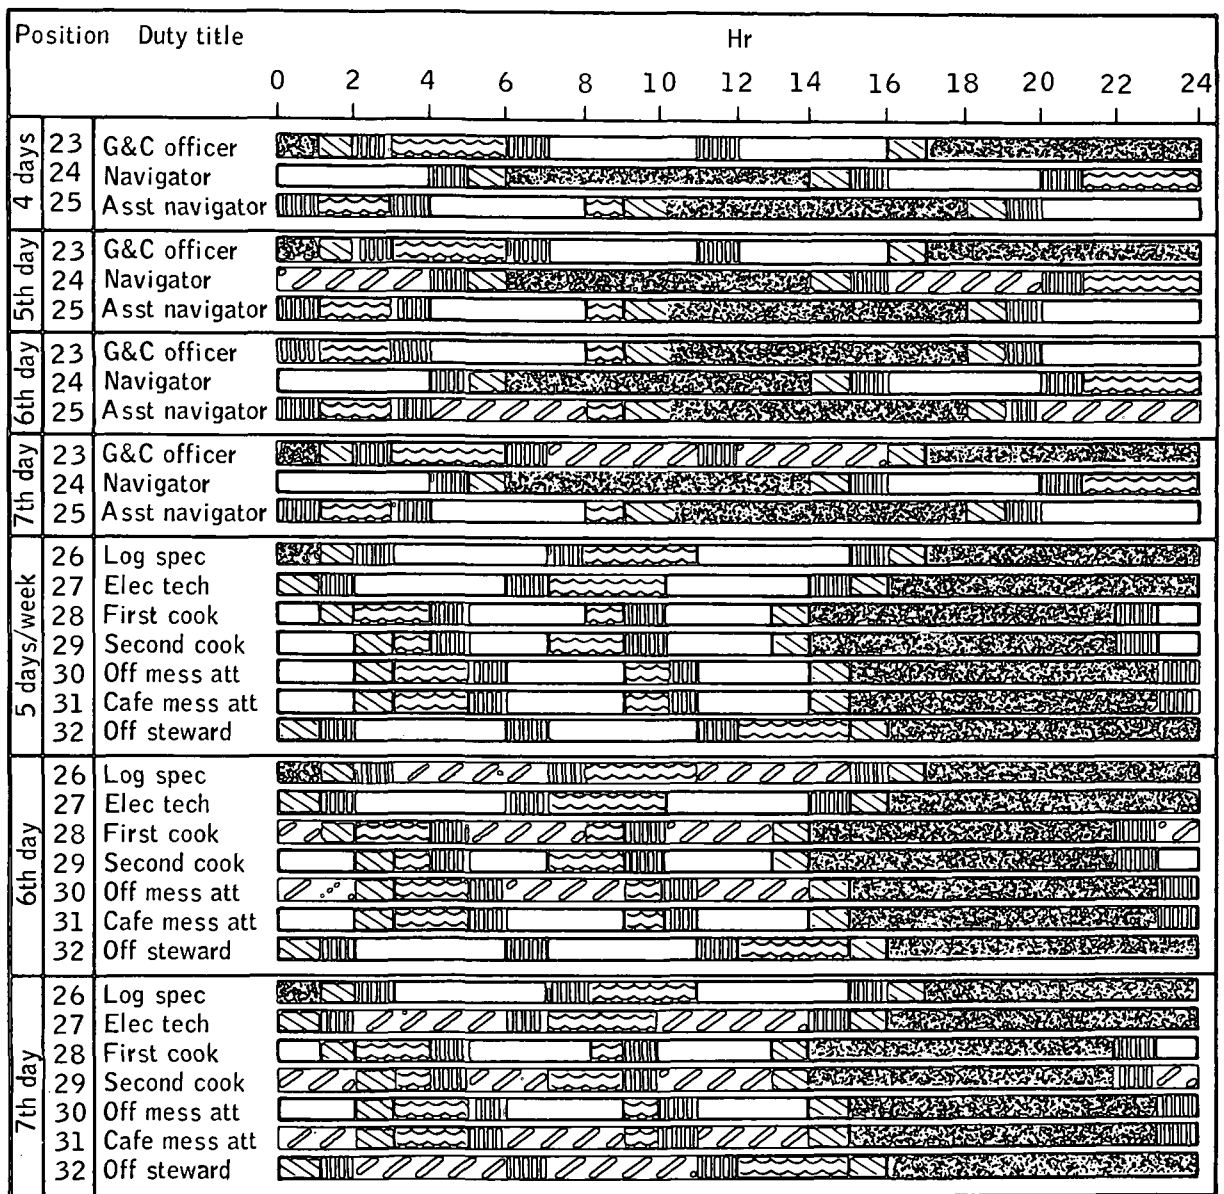 Position Duty title Hr
0 2 4 6 8 10 12 14 16 18 20 22 24
4 days
23 G&C officer
24 Navigator
25 Asst navigator
5th day
23 G&C officer
24 Navigator
25 Asst navigator
6th day
23 G&C officer
24 Navigator
25 Asst navigator
7th day
23 G&C officer
24 Navigator
25 Asst navigator
5 days/week
26 Log spec
27 Elec tech
28 First cook
29 Second cook
30 Off mess att
31 Cafe mess att
32 Off steward
6th day
26 Log spec
27 Elec tech
28 First cook
29 Second cook
30 Off mess att
31 Cafe mess att
32 Off steward
7th day
26 Log spec
27 Elec tech
28 First cook
29 Second cook
30 Off mess att
31 Cafe mess att
32 Off steward